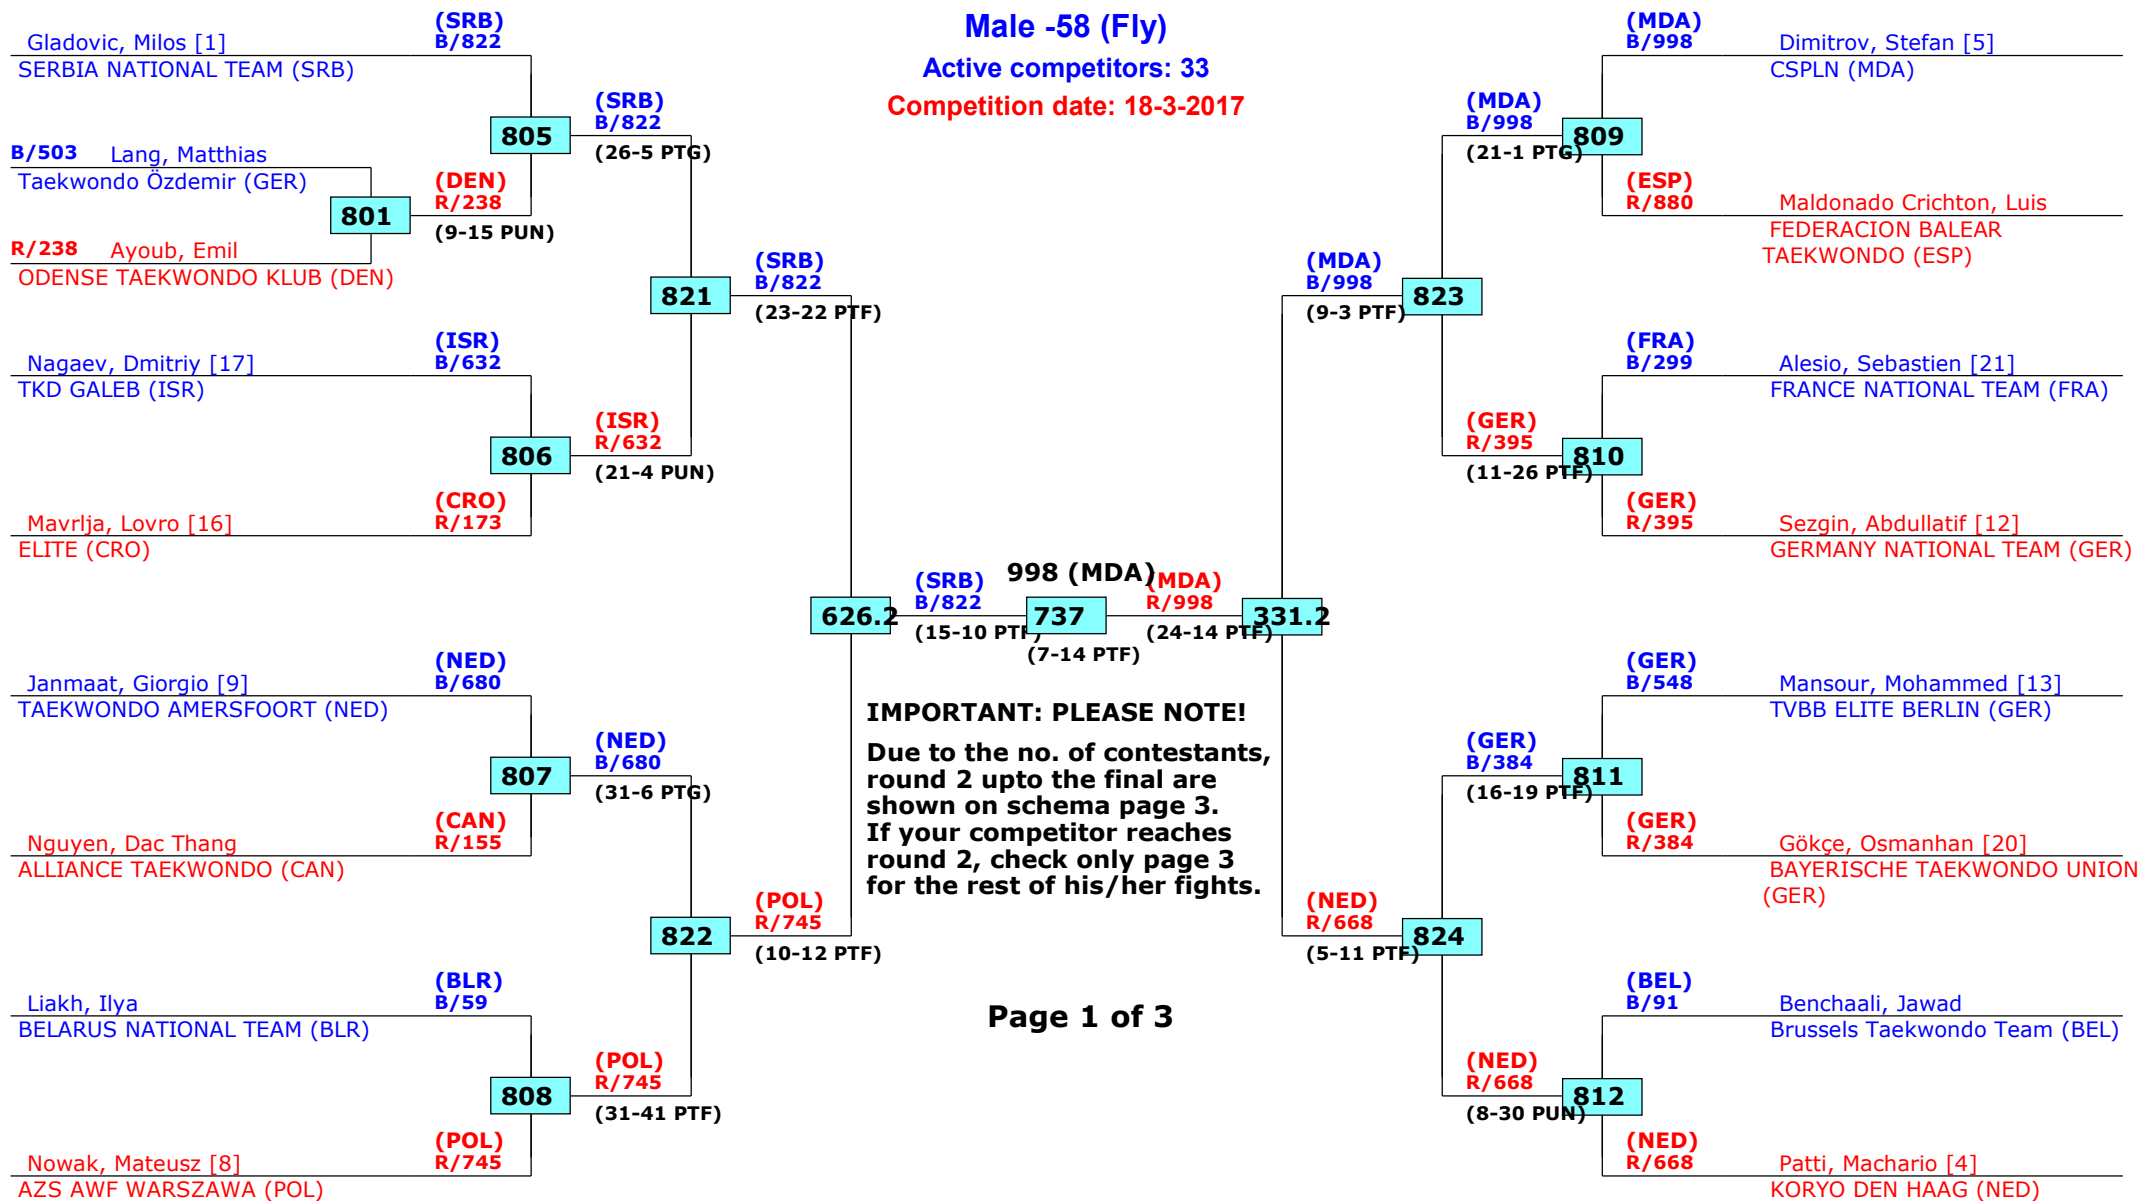 Male -58 (Fly)
Active competitors: 33
Competition date: 18-3-2017
(SRB)
B/822
Gladovic, Milos [1]
SERBIA NATIONAL TEAM (SRB)
805
(SRB)
B/822
(26-5 PTG)
B/503 Lang, Matthias
Taekwondo Özdemir (GER)
801
(DEN)
R/238
(9-15 PUN)
R/238 Ayoub, Emil
ODENSE TAEKWONDO KLUB (DEN)
821
(SRB)
B/822
(23-22 PTF)
(ISR)
B/632
Nagaev, Dmitriy [17]
TKD GALEB (ISR)
806
(ISR)
R/632
(21-4 PUN)
(CRO)
R/173
Mavrlja, Lovro [16]
ELITE (CRO)
626.2
(SRB)
B/822
(15-10 PTF)
998 (MDA)
737
(7-14 PTF)
(MDA)
R/998
(24-14 PTF)
331.2
(NED)
B/680
Janmaat, Giorgio [9]
TAEKWONDO AMERSFOORT (NED)
807
(NED)
B/680
(31-6 PTG)
(CAN)
R/155
Nguyen, Dac Thang
ALLIANCE TAEKWONDO (CAN)
822
(POL)
R/745
(10-12 PTF)
(BLR)
B/59
Liakh, Ilya
BELARUS NATIONAL TEAM (BLR)
808
(POL)
R/745
(31-41 PTF)
(POL)
R/745
Nowak, Mateusz [8]
AZS AWF WARSZAWA (POL)
IMPORTANT: PLEASE NOTE!
Due to the no. of contestants,
round 2 upto the final are
shown on schema page 3.
If your competitor reaches
round 2, check only page 3
for the rest of his/her fights.
Page 1 of 3
(MDA)
B/998
Dimitrov, Stefan [5]
CSPLN (MDA)
(MDA)
B/998
(21-1 PTG)
809
(ESP)
R/880
Maldonado Crichton, Luis
FEDERACION BALEAR
TAEKWONDO (ESP)
(MDA)
B/998
(9-3 PTF)
823
(FRA)
B/299
Alesio, Sebastien [21]
FRANCE NATIONAL TEAM (FRA)
(GER)
R/395
(11-26 PTF)
810
(GER)
R/395
Sezgin, Abdullatif [12]
GERMANY NATIONAL TEAM (GER)
(GER)
B/548
Mansour, Mohammed [13]
TVBB ELITE BERLIN (GER)
(GER)
B/384
(16-19 PTF)
811
(GER)
R/384
Gökçe, Osmanhan [20]
BAYERISCHE TAEKWONDO UNION
(GER)
(NED)
R/668
(5-11 PTF)
824
(BEL)
B/91
Benchaali, Jawad
Brussels Taekwondo Team (BEL)
(NED)
R/668
(8-30 PUN)
812
(NED)
R/668
Patti, Machario [4]
KORYO DEN HAAG (NED)